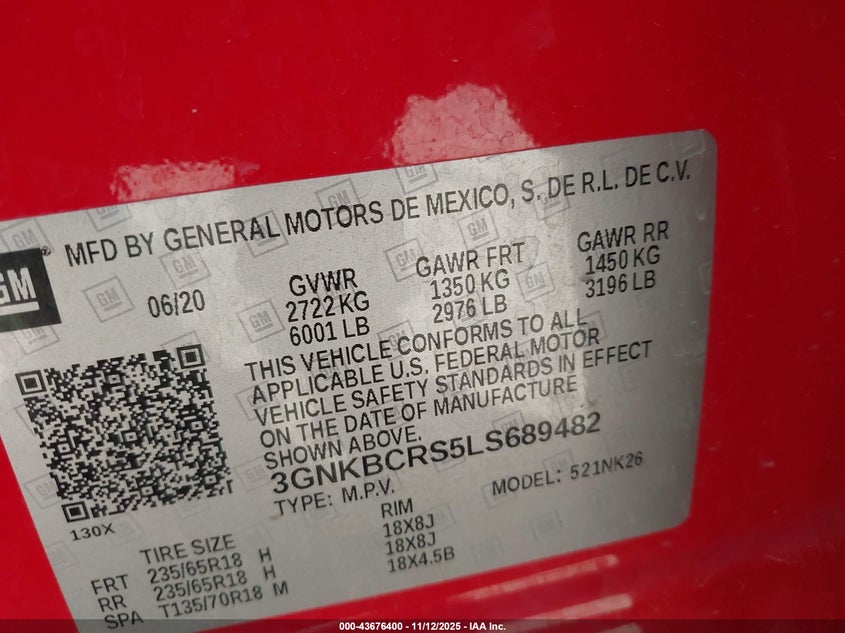 MFD BY GENERAL MOTORS DE MEXICO, S. DE R.L. DE C.V.
GM
06/20
GVWR GAWR FRT GAWR RR
2722 KG 1350 KG 1450 KG
6001 LB 2976 LB 3196 LB
THIS VEHICLE CONFORMS TO ALL
APPLICABLE U.S. FEDERAL MOTOR
VEHICLE SAFETY STANDARDS IN EFFECT
ON THE DATE OF MANUFACTURE
SHOWN ABOVE.
3GNKBCRS5LS689482
TYPE: M.P.V. MODEL: 521NK26
130X
TIRE SIZE RIM
FRT 235/65R18 H 18X8J
RR 235/65R18 H 18X8J
SPA T135/70R18 M 18X4.5B
000-43676400 - 11/12/2025 - IAA Inc.